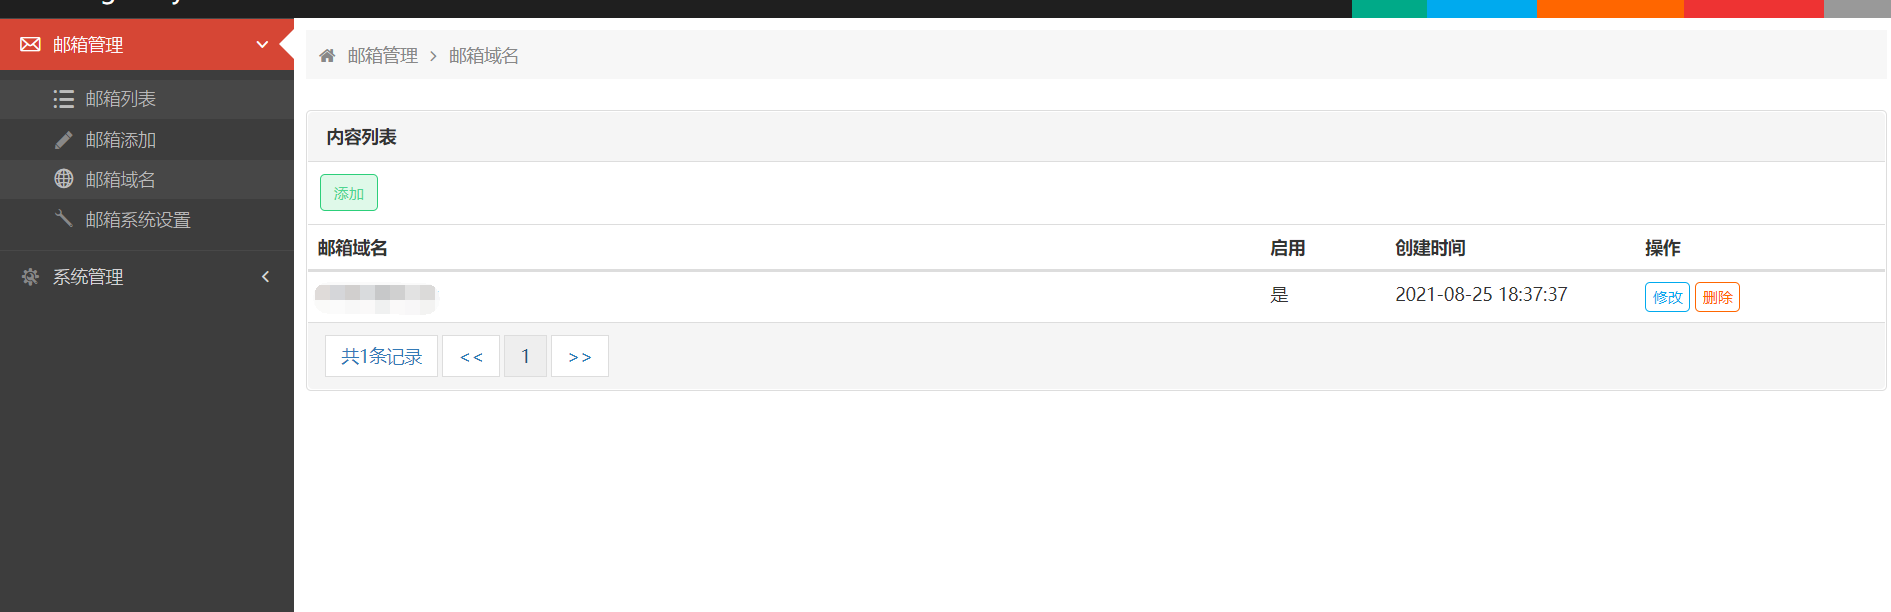 邮箱管理
邮箱列表
邮箱添加
邮箱域名
邮箱系统设置
系统管理
邮箱管理 > 邮箱域名
内容列表
添加
邮箱域名 启用 创建时间 操作
是 2021-08-25 18:37:37 修改 删除
共1条记录 << 1 >>